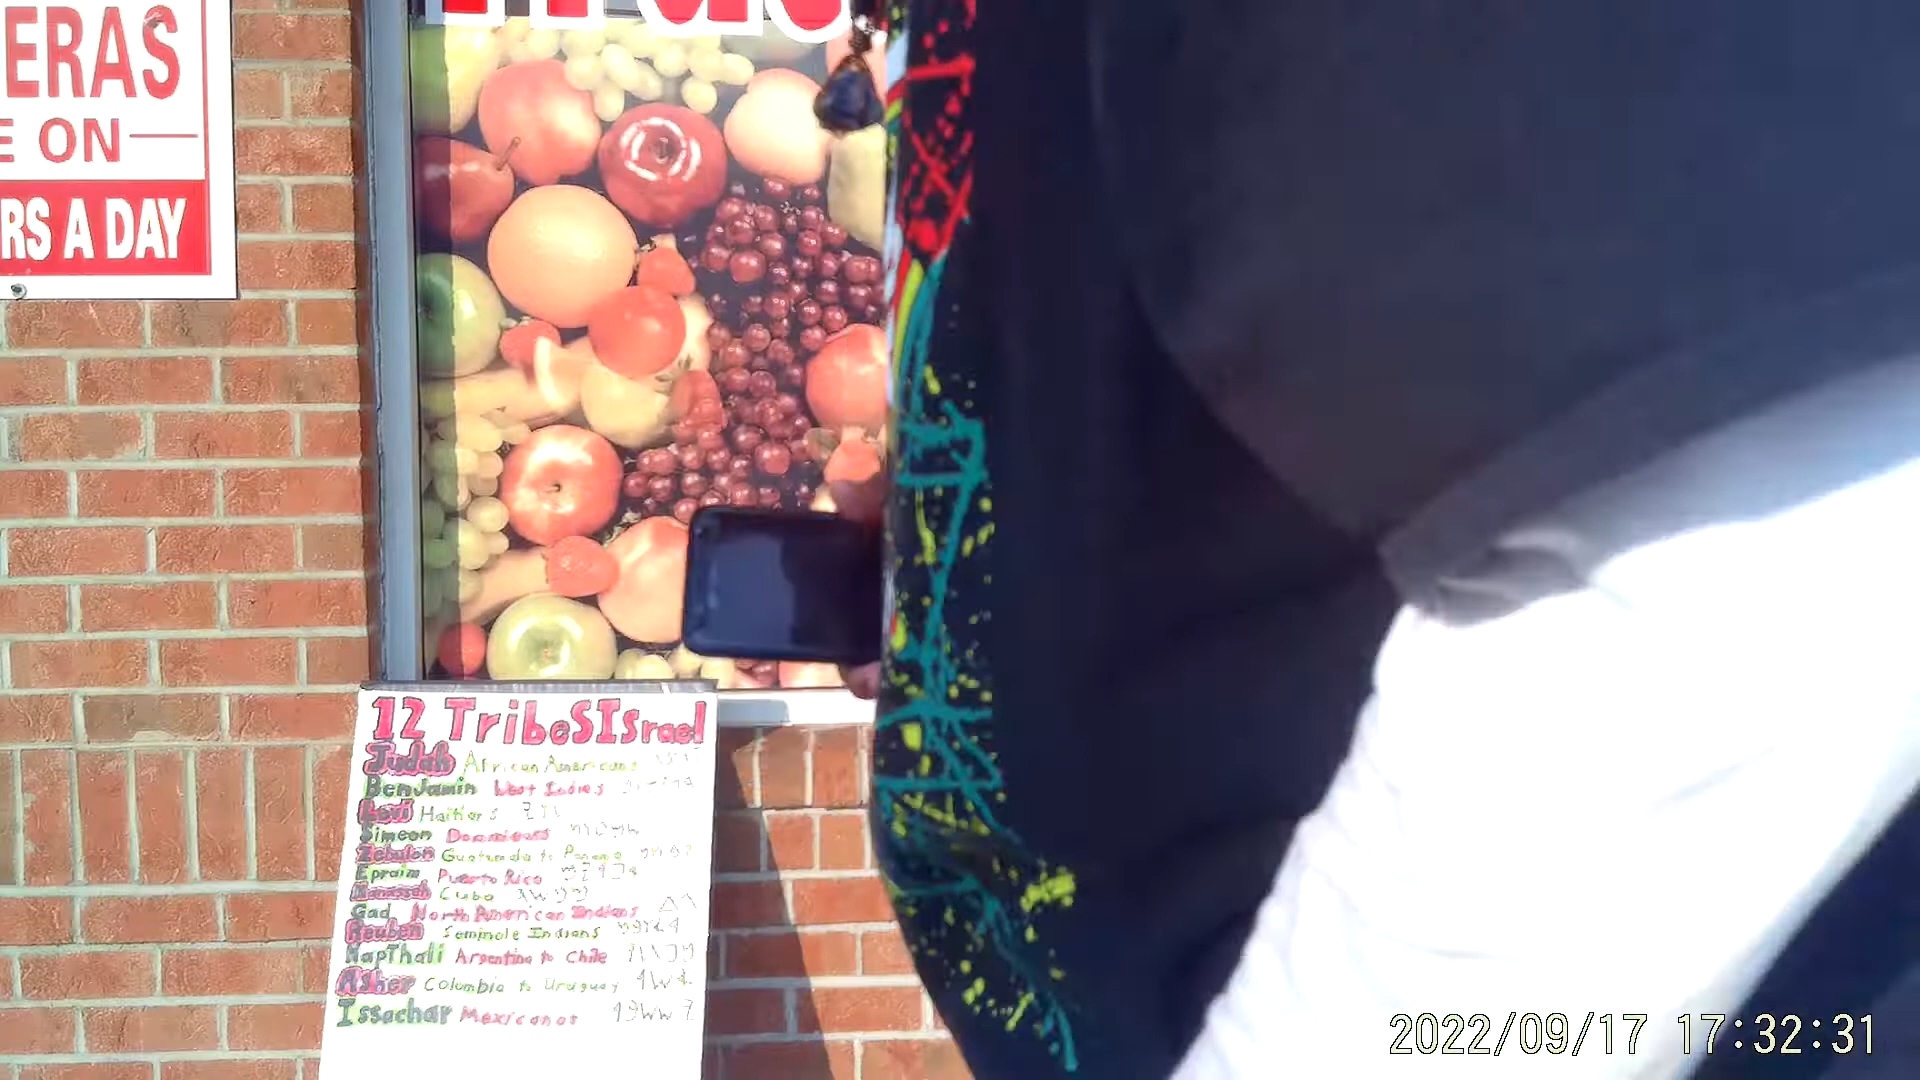 ERAS
E ON
RS A DAY
12 TribeSISrael
Judah African Americans
BenJamin West Indies
Levi Haitians
Simeon Dominicans
Zebulon Guatemala to Panama
Epraim Puerto Rico
Manasseh Cuba
Gad North American Indians
Reuben Seminole Indians
NapThali Argentina to Chile
Asher Colombia to Uruguay
Issachar Mexicanos
2022/09/17 17:32:31